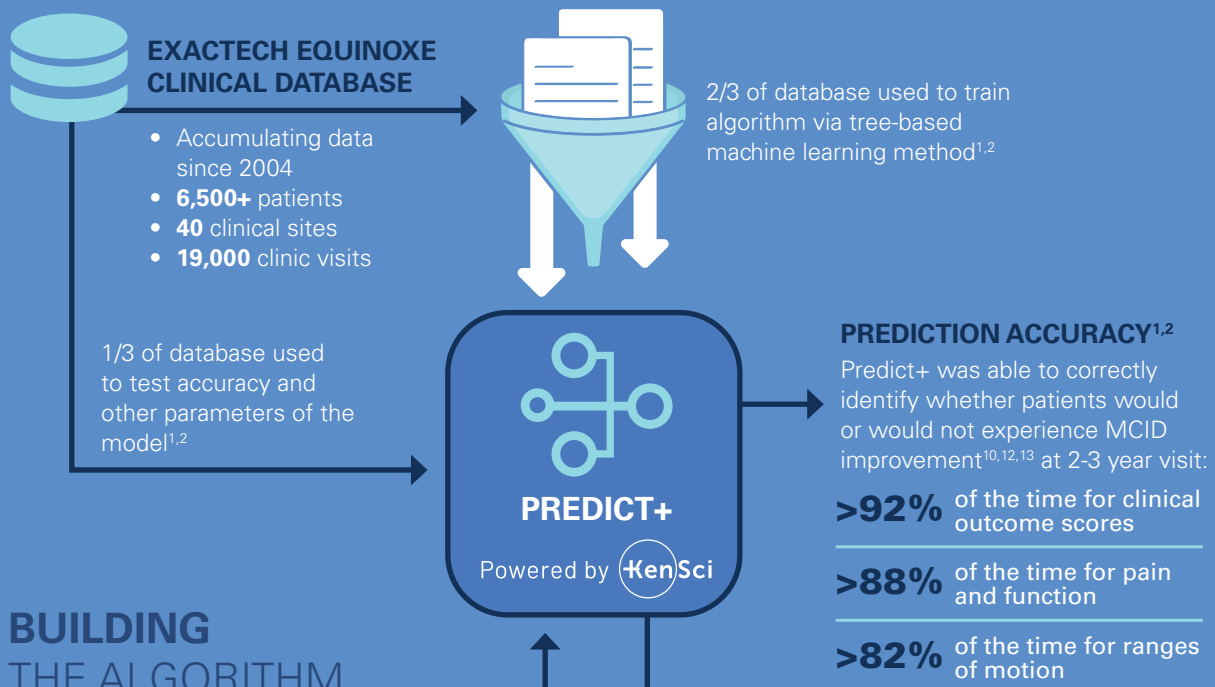 EXACTECH EQUINOXE
CLINICAL DATABASE
• Accumulating data
since 2004
• 6,500+ patients
• 40 clinical sites
• 19,000 clinic visits
2/3 of database used to train
algorithm via tree-based
machine learning method1,2
1/3 of database used
to test accuracy and
other parameters of the
model1,2
PREDICT+
Powered by KenSci
PREDICTION ACCURACY1,2
Predict+ was able to correctly
identify whether patients would
or would not experience MCID
improvement10,12,13 at 2-3 year visit:
>92% of the time for clinical
outcome scores
>88% of the time for pain
and function
>82% of the time for ranges
of motion
BUILDING
THE ALGORITHM